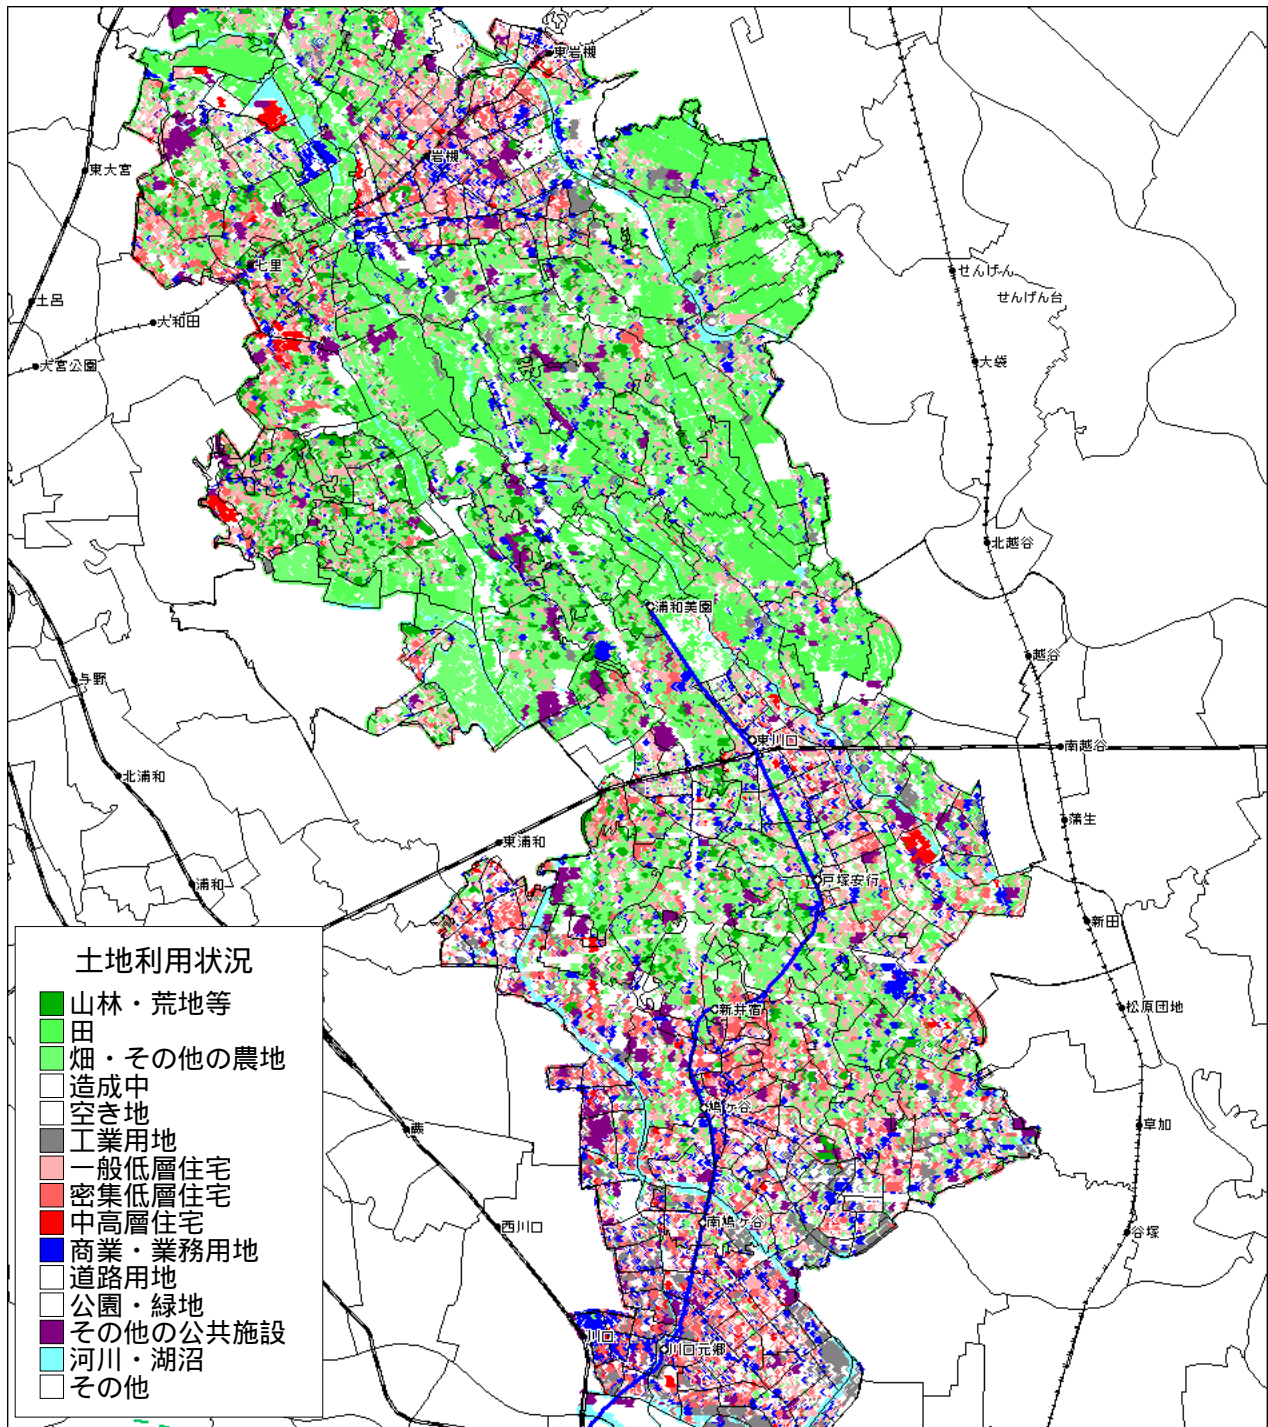 東岩槻
岩槻
東大宮
七里
せんげん
土呂
せんげん台
大和田
大宮公園
大袋
北越谷
浦和美園
越谷
与野
東川口
南越谷
北浦和
蒲生
東浦和
戸塚安行
浦和
新田
土地利用状況
山林・荒地等
田
畑・その他の農地
造成中
空き地
工業用地
一般低層住宅
密集低層住宅
中高層住宅
商業・業務用地
道路用地
公園・緑地
その他の公共施設
河川・湖沼
その他
新井宿
松原団地
鳩ヶ谷
蕨
草加
西川口
南鳩ヶ谷
谷塚
川口
川口元郷